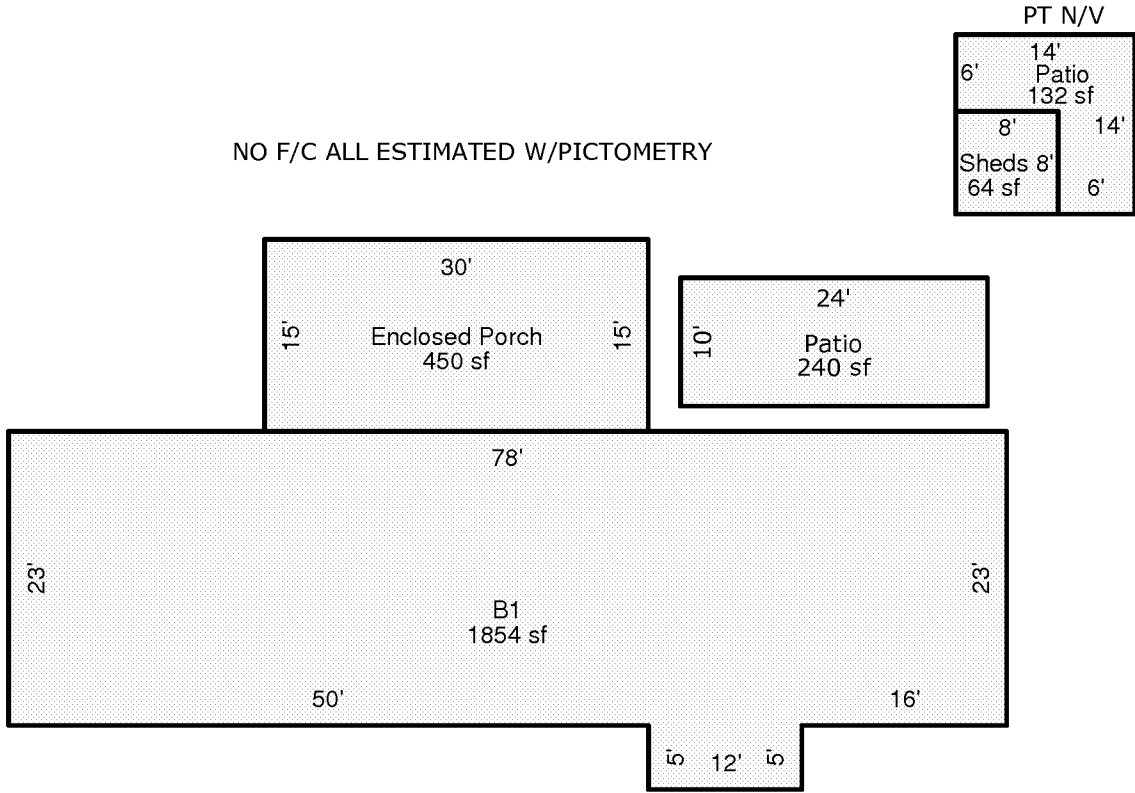 PT N/V
14'
6'
Patio
132 sf
8'
14'
Sheds 8'
64 sf
6'
NO F/C ALL ESTIMATED W/PICTOMETRY
30'
15'
Enclosed Porch
450 sf
15'
24'
10'
Patio
240 sf
78'
23'
23'
B1
1854 sf
50'
16'
5'
12'
5'